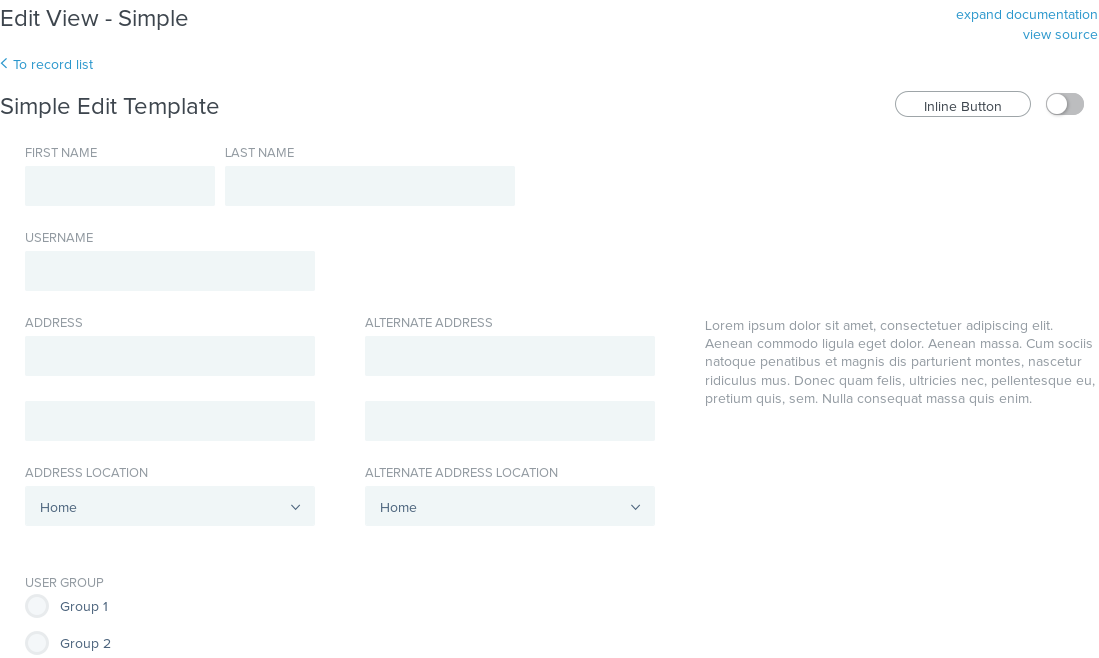 Edit View - Simple
expand documentation
view source
To record list
Simple Edit Template
Inline Button
FIRST NAME
LAST NAME
USERNAME
ADDRESS
ALTERNATE ADDRESS
Lorem ipsum dolor sit amet, consectetuer adipiscing elit.
Aenean commodo ligula eget dolor. Aenean massa. Cum sociis
natoque penatibus et magnis dis parturient montes, nascetur
ridiculus mus. Donec quam felis, ultricies nec, pellentesque eu,
pretium quis, sem. Nulla consequat massa quis enim.
ADDRESS LOCATION
ALTERNATE ADDRESS LOCATION
Home
Home
USER GROUP
Group 1
Group 2